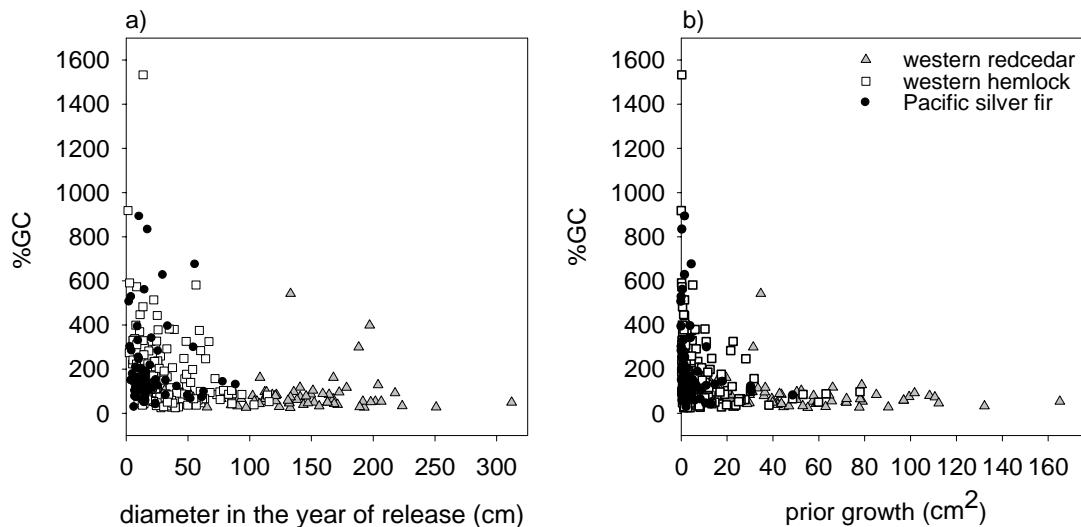 a)
b)
1600
1400
1200
1000
800
600
400
200
0
%GC
0 50 100 150 200 250 300
diameter in the year of release (cm)
1600
1400
1200
1000
800
600
400
200
0
%GC
western redcedar
western hemlock
Pacific silver fir
0 20 40 60 80 100 120 140 160
prior growth (cm²)